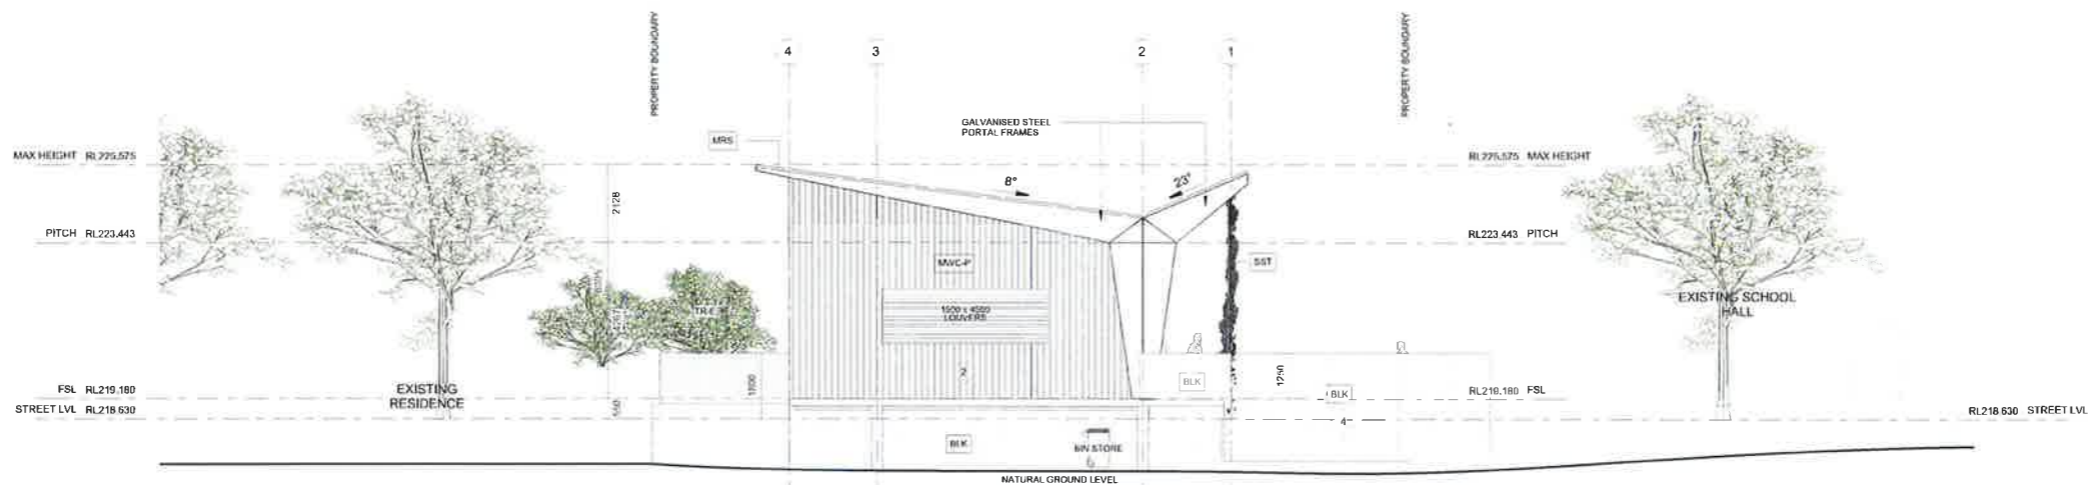 PROPERTY BOUNDARY
PROPERTY BOUNDARY
4
3
2
1
GALVANISED STEEL
PORTAL FRAMES
MRS
MAX HEIGHT RL225.575
RL225.575 MAX HEIGHT
8°
23°
2128
PITCH RL223.443
RL223.443 PITCH
MWC-P
SST
EXISTING SCHOOL
HALL
1500 x 4500
LOUVERS
2
1800
1250
BLK
BLK
FSL RL219.180
RL219.180 FSL
EXISTING
RESIDENCE
550
4
STREET LVL RL218.630
RL218.630 STREET LVL
BLK
BIN STORE
NATURAL GROUND LEVEL